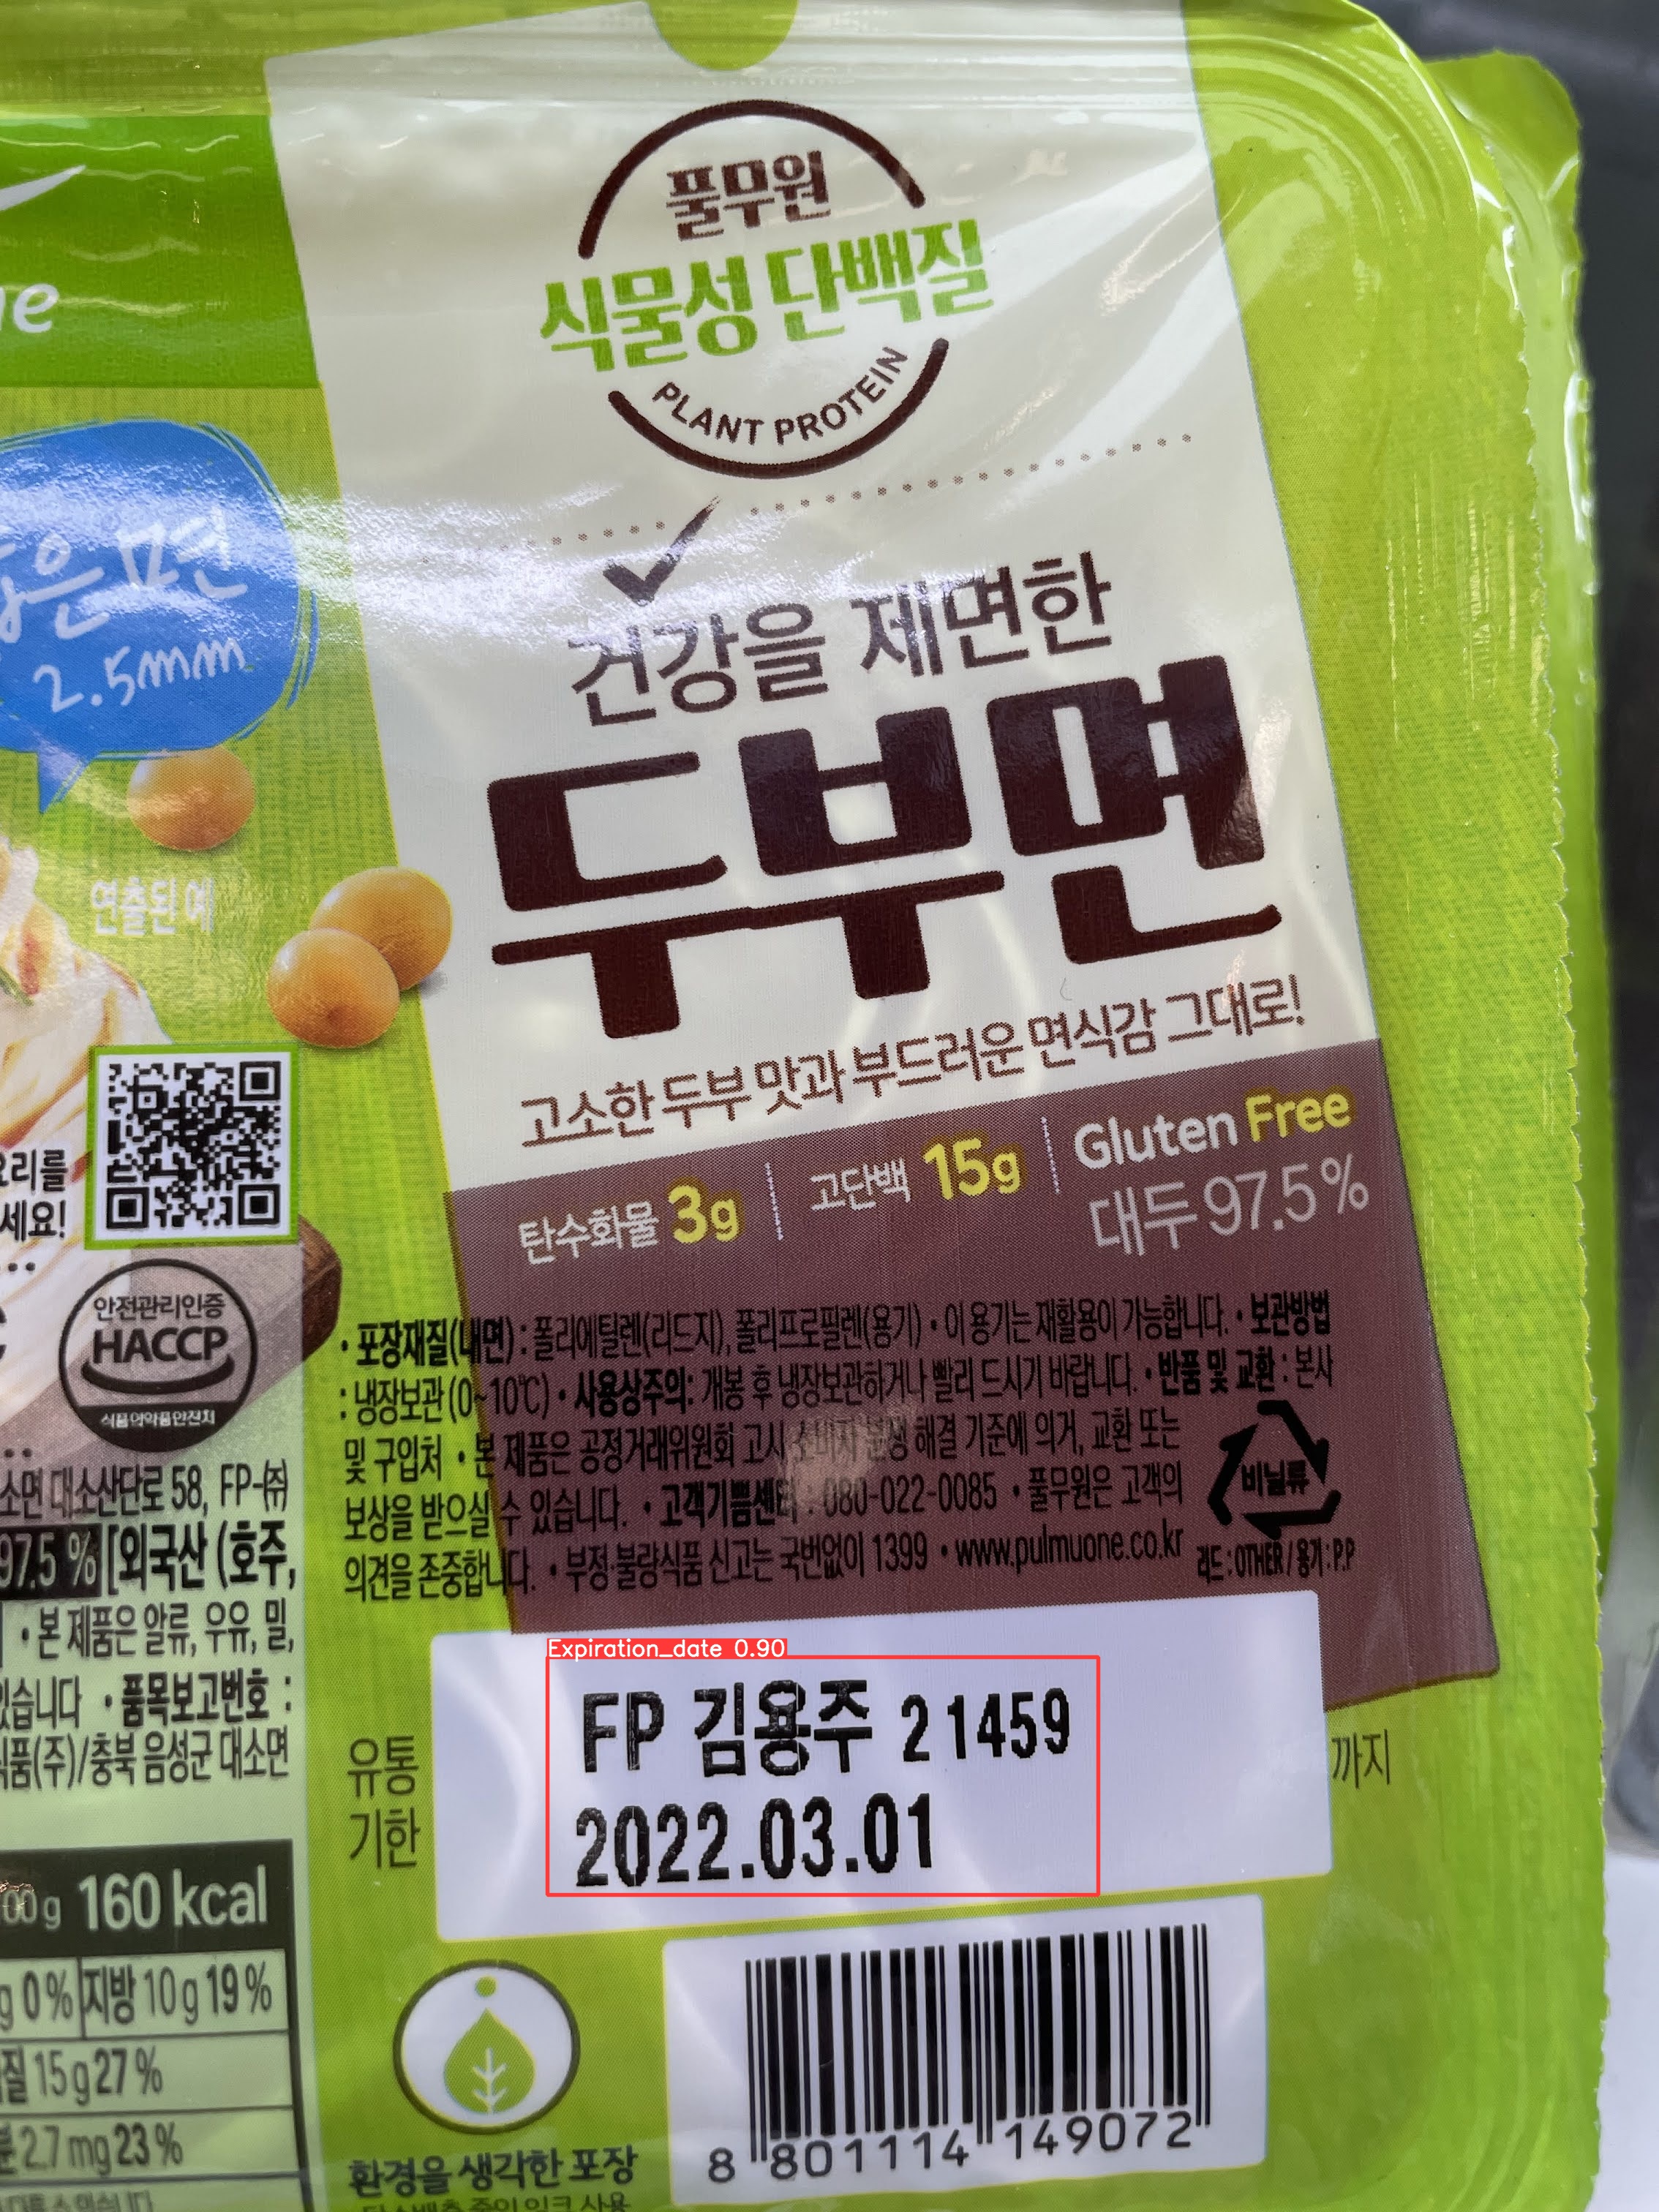 풀무원
식물성 단백질
PLANT PROTEIN
2.5mm
건강을 제면한
두부면
연출된 예
고소한 두부 맛과 부드러운 면식감 그대로!
탄수화물 3g 고단백 15g Gluten Free
대두 97.5%
요리를
세요!
안전관리인증
HACCP
식품의약품안전처
• 포장재질(내면) : 폴리에틸렌(리드지), 폴리프로필렌(용기) • 이 용기는 재활용이 가능합니다. • 보관방법
: 냉장보관 (0~10℃) • 사용상주의: 개봉 후 냉장보관하거나 빨리 드시기 바랍니다. • 반품 및 교환 : 본사
및 구입처 • 본 제품은 공정거래위원회 고시 소비자 분쟁 해결 기준에 의거, 교환 또는
보상을 받으실 수 있습니다. • 고객기쁨센터 : 080-022-0085 • 풀무원은 고객의
의견을 존중합니다. • 부정·불량식품 신고는 국번없이 1399 • www.pulmuone.co.kr
비닐류
리드 : OTHER / 용기 : P.P
소면 대소산단로 58, FP-㈜
97.5 % [외국산 (호주,
• 본 제품은 알류, 우유, 밀,
있습니다 • 품목보고번호 :
식품(주)/충북 음성군 대소면
Expiration_date 0.90
유통
기한
FP 김용주 21459
2022.03.01
까지
160 kcal
g 0% 지방 10 g 19 %
질 15 g 27 %
2.7 mg 23 %
환경을 생각한 포장
8 801114 149072